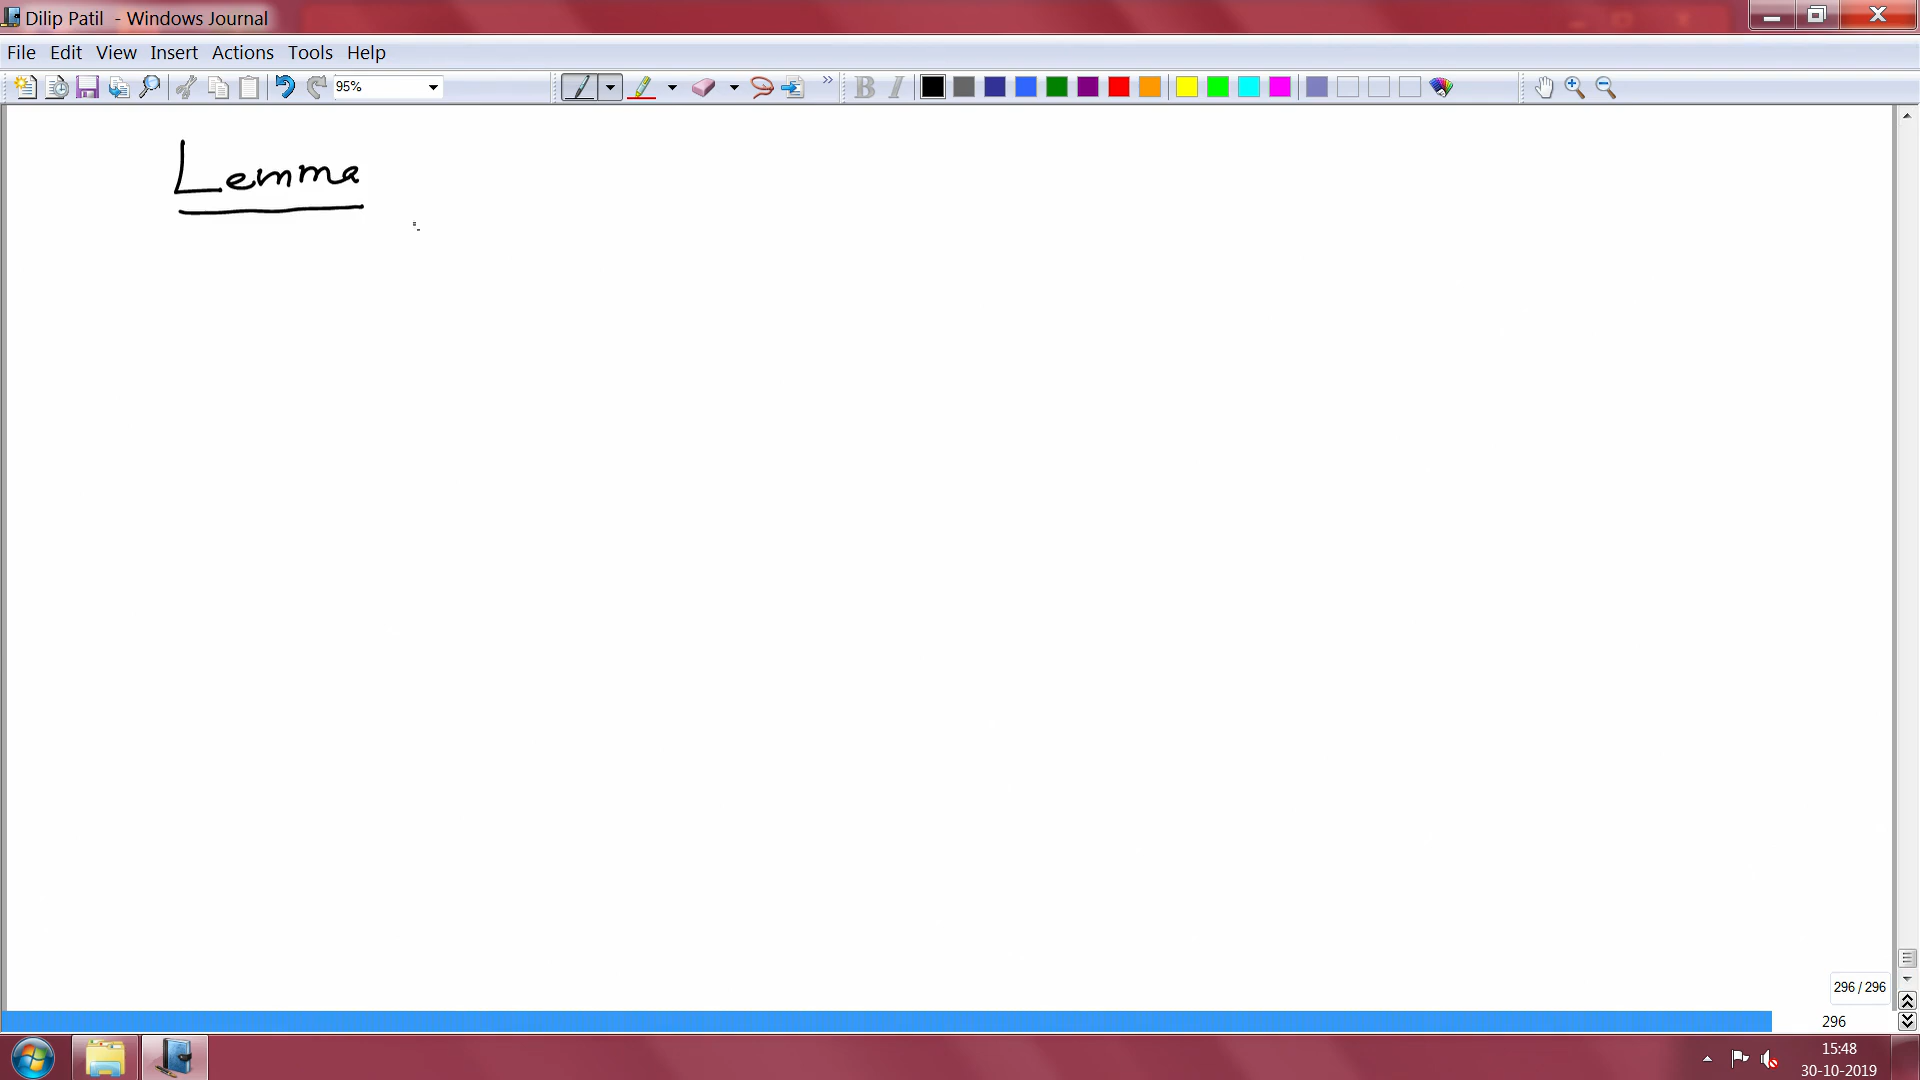 Dilip Patil - Windows Journal
File Edit View Insert Actions Tools Help
95%
B I
Lemma
296 / 296
296
15:48
30-10-2019